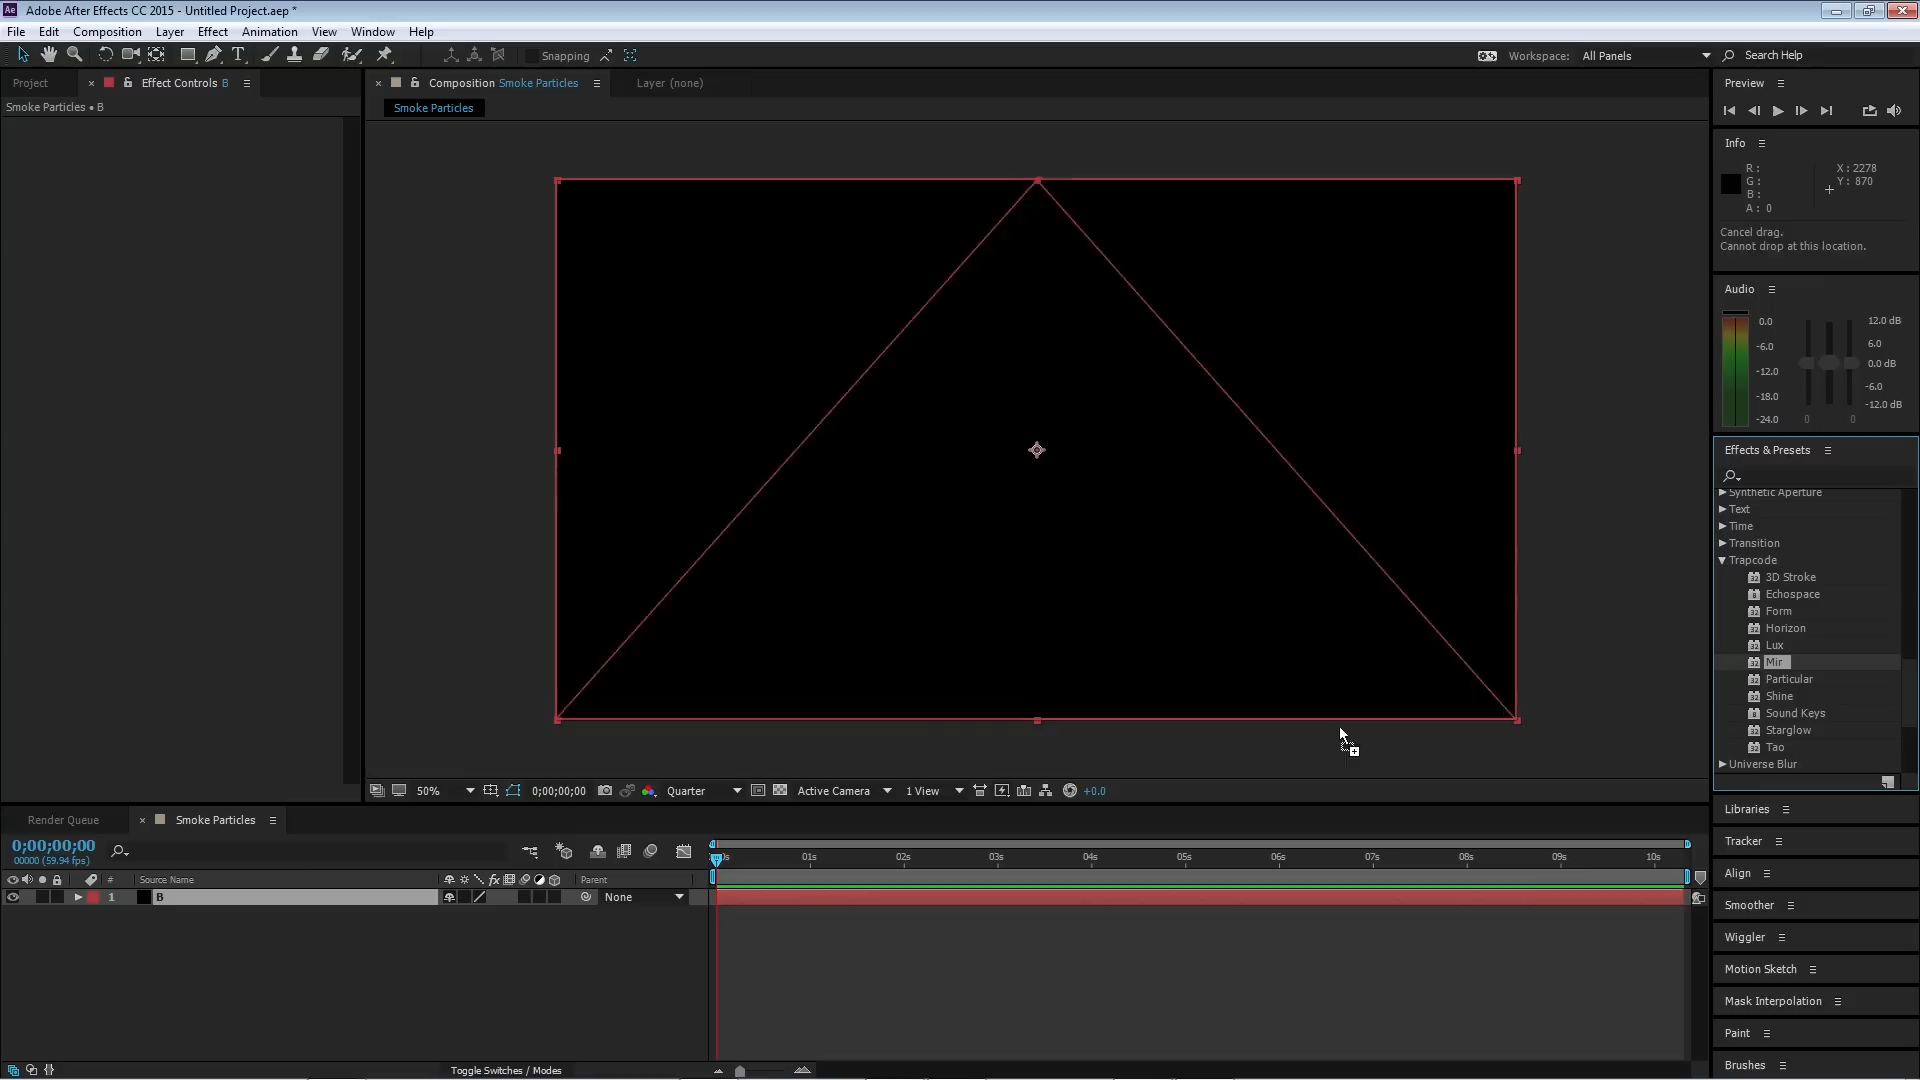 Adobe After Effects CC 2015 - Untitled Project.aep *
File Edit Composition Layer Effect Animation View Window Help
Snapping
Workspace: All Panels
Search Help
Project
Effect Controls B
Smoke Particles • B
Composition Smoke Particles
Layer (none)
Smoke Particles
50%
0;00;00;00
Quarter
Active Camera
1 View
+0.0
Preview
Info
R :
G :
B :
A : 0
X : 2278
Y : 870
Cancel drag.
Cannot drop at this location.
Audio
0.0
-6.0
-12.0
-18.0
-24.0
12.0 dB
6.0
0.0 dB
-6.0
-12.0 dB
0 0
Effects & Presets
Synthetic Aperture
Text
Time
Transition
Trapcode
3D Stroke
Echospace
Form
Horizon
Lux
Mir
Particular
Shine
Sound Keys
Starglow
Tao
Universe Blur
Libraries
Tracker
Align
Smoother
Wiggler
Motion Sketch
Mask Interpolation
Paint
Brushes
Render Queue
Smoke Particles
0;00;00;00
00000 (59.94 fps)
# Source Name
Parent
1 B
None
01s 02s 03s 04s 05s 06s 07s 08s 09s 10s
Toggle Switches / Modes